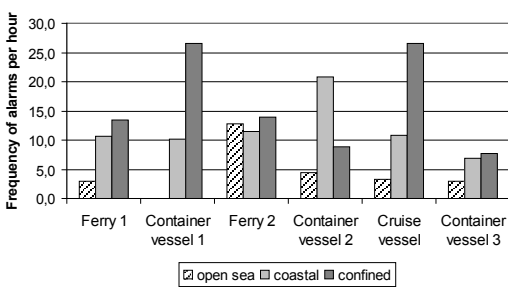 Frequency of alarms per hour
30,0
25,0
20,0
15,0
10,0
5,0
0,0
Ferry 1 Container vessel 1 Ferry 2 Container vessel 2 Cruise vessel Container vessel 3
open sea coastal confined